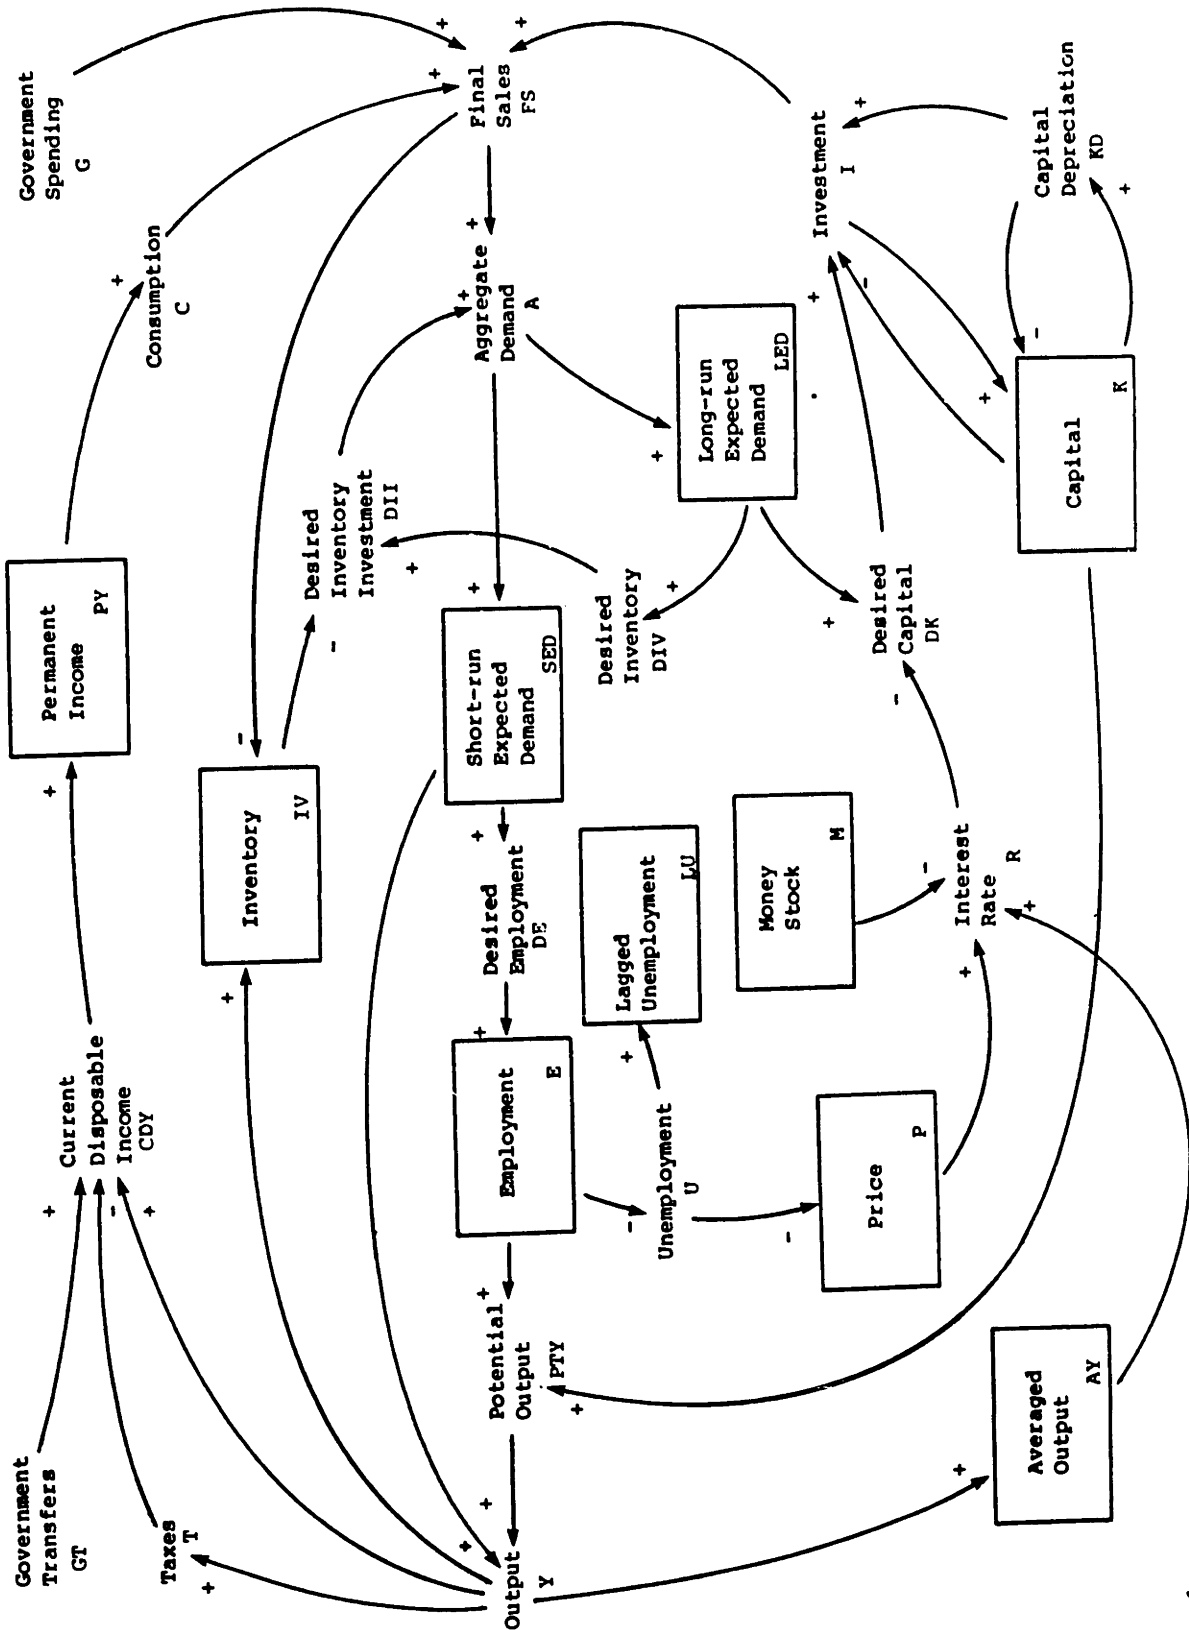 Government
Transfers
GT
Taxes
T
Output
Y
Current
Disposable
Income
CDY
Permanent
Income
PY
Consumption
C
Government
Spending
G
Inventory
IV
Desired
Inventory
Investment DII
Aggregate
Demand
A
Final
Sales
FS
Potential
Output
PTY
Employment
E
Desired
Employment
DE
Short-run
Expected
Demand
SED
Unemployment
U
Lagged
Unemployment
LU
Desired
Inventory
DIV
Long-run
Expected
Demand
LED
Price
P
Money
Stock
M
Investment
I
Averaged
Output
AY
Interest
Rate
R
Desired
Capital
DK
Capital
K
Capital
Depreciation
KD
+
+
-
+
+
+
+
+
+
+
-
-
+
+
+
+
+
+
+
+
+
+
+
-
+
-
+
+
+
+
-
-
+
+
+
-
+
-
+
+
+